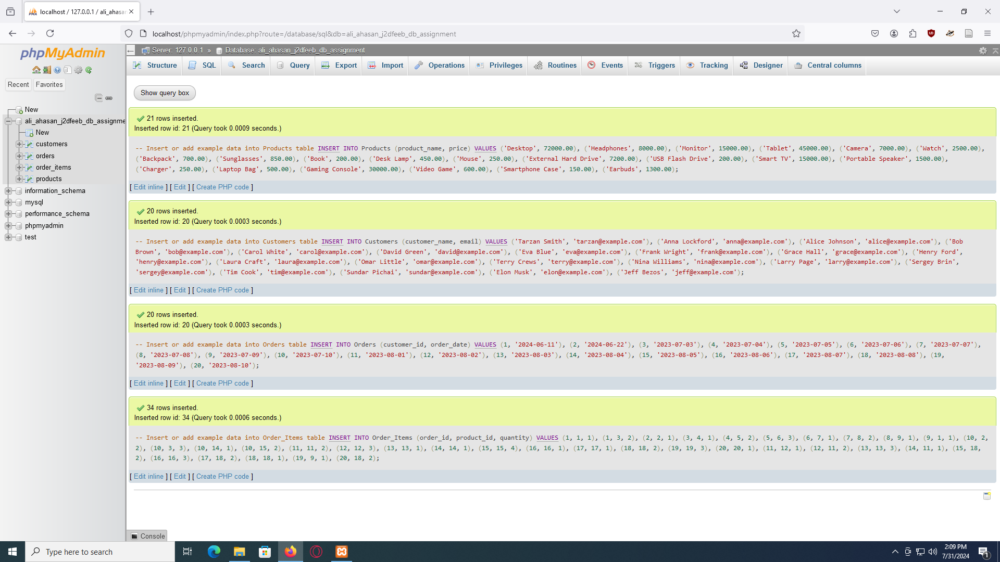 localhost / 127.0.0.1 / ali_ahasan
localhost/phpmyadmin/index.php?route=/database/sql&db=ali_ahasan_j2dfeeb_db_assignment
phpMyAdmin
Recent
Favorites
New
ali_ahasan_j2dfeeb_db_assignme
New
customers
orders
order_items
products
information_schema
mysql
performance_schema
phpmyadmin
test
Server: 127.0.0.1 » Database: ali_ahasan_j2dfeeb_db_assignment
Structure SQL Search Query Export Import Operations Privileges Routines Events Triggers Tracking Designer Central columns
Show query box
21 rows inserted.
Inserted row id: 21 (Query took 0.0009 seconds.)
-- Insert or add example data into Products table INSERT INTO Products (product_name, price) VALUES ('Desktop', 72000.00), ('Headphones', 8000.00), ('Monitor', 15000.00), ('Tablet', 45000.00), ('Camera', 7000.00), ('Watch', 2500.00),
('Backpack', 700.00), ('Sunglasses', 850.00), ('Book', 200.00), ('Desk Lamp', 450.00), ('Mouse', 250.00), ('External Hard Drive', 7200.00), ('USB Flash Drive', 200.00), ('Smart TV', 15000.00), ('Portable Speaker', 1500.00),
('Charger', 250.00), ('Laptop Bag', 500.00), ('Gaming Console', 30000.00), ('Video Game', 600.00), ('Smartphone Case', 150.00), ('Earbuds', 1300.00);
[ Edit inline ] [ Edit ] [ Create PHP code ]
20 rows inserted.
Inserted row id: 20 (Query took 0.0003 seconds.)
-- Insert or add example data into Customers table INSERT INTO Customers (customer_name, email) VALUES ('Tarzan Smith', 'tarzan@example.com'), ('Anna Lockford', 'anna@example.com'), ('Alice Johnson', 'alice@example.com'), ('Bob
Brown', 'bob@example.com'), ('Carol White', 'carol@example.com'), ('David Green', 'david@example.com'), ('Eva Blue', 'eva@example.com'), ('Frank Wright', 'frank@example.com'), ('Grace Hall', 'grace@example.com'), ('Henry Ford',
'henry@example.com'), ('Laura Craft', 'laura@example.com'), ('Omar Little', 'omar@example.com'), ('Terry Crews', 'terry@example.com'), ('Nina Williams', 'nina@example.com'), ('Larry Page', 'larry@example.com'), ('Sergey Brin',
'sergey@example.com'), ('Tim Cook', 'tim@example.com'), ('Sundar Pichai', 'sundar@example.com'), ('Elon Musk', 'elon@example.com'), ('Jeff Bezos', 'jeff@example.com');
[ Edit inline ] [ Edit ] [ Create PHP code ]
20 rows inserted.
Inserted row id: 20 (Query took 0.0003 seconds.)
-- Insert or add example data into Orders table INSERT INTO Orders (customer_id, order_date) VALUES (1, '2024-06-11'), (2, '2024-06-22'), (3, '2023-07-03'), (4, '2023-07-04'), (5, '2023-07-05'), (6, '2023-07-06'), (7, '2023-07-07'),
(8, '2023-07-08'), (9, '2023-07-09'), (10, '2023-07-10'), (11, '2023-08-01'), (12, '2023-08-02'), (13, '2023-08-03'), (14, '2023-08-04'), (15, '2023-08-05'), (16, '2023-08-06'), (17, '2023-08-07'), (18, '2023-08-08'), (19,
'2023-08-09'), (20, '2023-08-10');
[ Edit inline ] [ Edit ] [ Create PHP code ]
34 rows inserted.
Inserted row id: 34 (Query took 0.0006 seconds.)
-- Insert or add example data into Order_Items table INSERT INTO Order_Items (order_id, product_id, quantity) VALUES (1, 1, 1), (1, 3, 2), (2, 2, 1), (3, 4, 1), (4, 5, 2), (5, 6, 3), (6, 7, 1), (7, 8, 2), (8, 9, 1), (9, 1, 1), (10, 2,
2), (10, 3, 3), (10, 14, 1), (10, 15, 2), (11, 11, 2), (12, 12, 3), (13, 13, 1), (14, 14, 1), (15, 15, 4), (16, 16, 1), (17, 17, 1), (18, 18, 2), (19, 19, 3), (20, 20, 1), (11, 12, 1), (12, 11, 2), (13, 13, 3), (14, 11, 1), (15, 18,
2), (16, 16, 3), (17, 18, 2), (18, 18, 1), (19, 9, 1), (20, 18, 2);
[ Edit inline ] [ Edit ] [ Create PHP code ]
Console
Type here to search
2:09 PM
7/31/2024
1